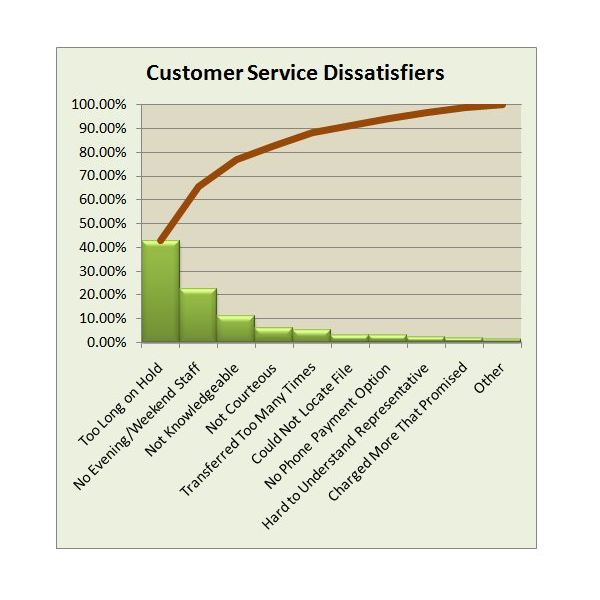 Customer Service Dissatisfiers
100.00%
90.00%
80.00%
70.00%
60.00%
50.00%
40.00%
30.00%
20.00%
10.00%
0.00%
Too Long on Hold
No Evening/Weekend Staff
Not Knowledgeable
Not Courteous
Transferred Too Many Times
Could Not Locate File
No Phone Payment Option
Hard to Understand Representative
Charged More That Promised
Other